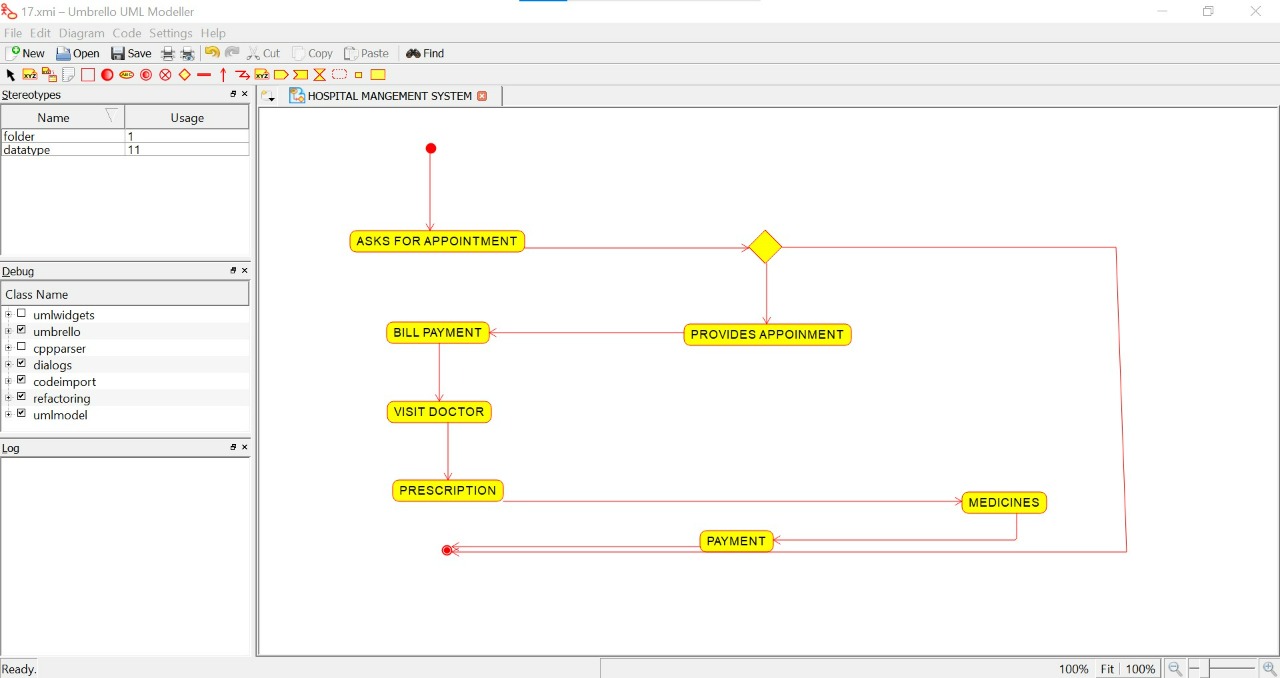 17.xmi – Umbrello UML Modeller
File Edit Diagram Code Settings Help
New Open Save Cut Copy Paste Find
Stereotypes
HOSPITAL MANGEMENT SYSTEM
Name Usage
folder 1
datatype 11
ASKS FOR APPOINTMENT
Debug
Class Name
umlwidgets
umbrello
cppparser
dialogs
codeimport
refactoring
umlmodel
BILL PAYMENT
PROVIDES APPOINMENT
VISIT DOCTOR
Log
PRESCRIPTION
MEDICINES
PAYMENT
Ready.
100% Fit 100%